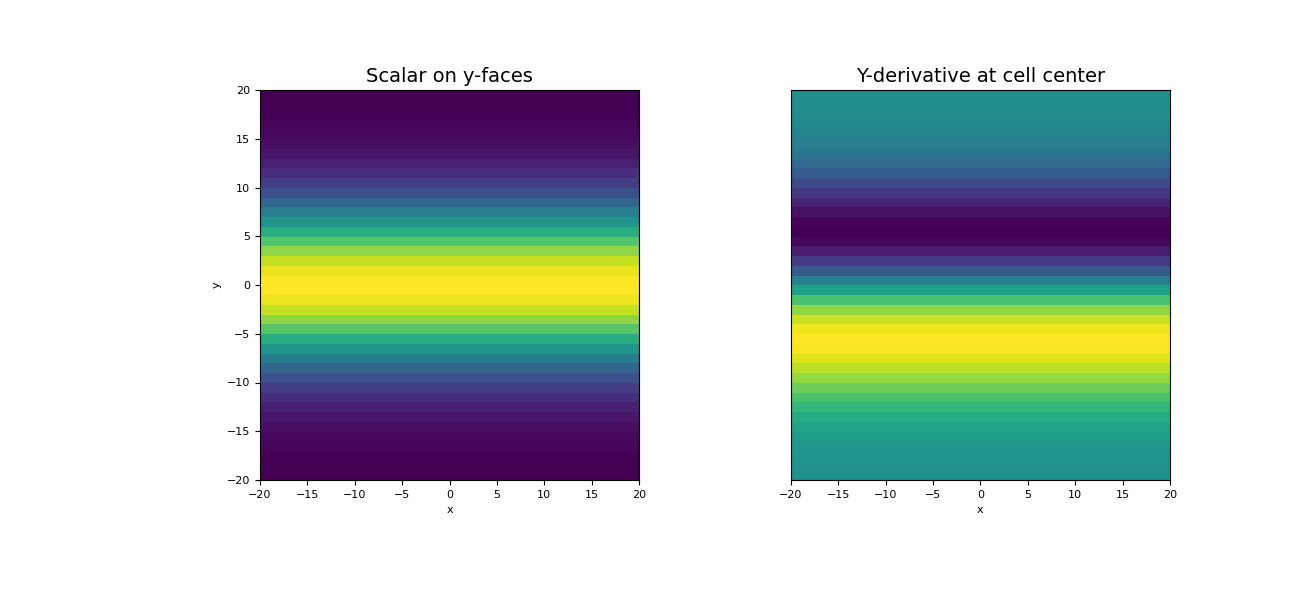 Scalar on y-faces
20
15
10
5
0
−5
−10
−15
−20
y
−20 −15 −10 −5 0 5 10 15 20
x
Y-derivative at cell center
−20 −15 −10 −5 0 5 10 15 20
x